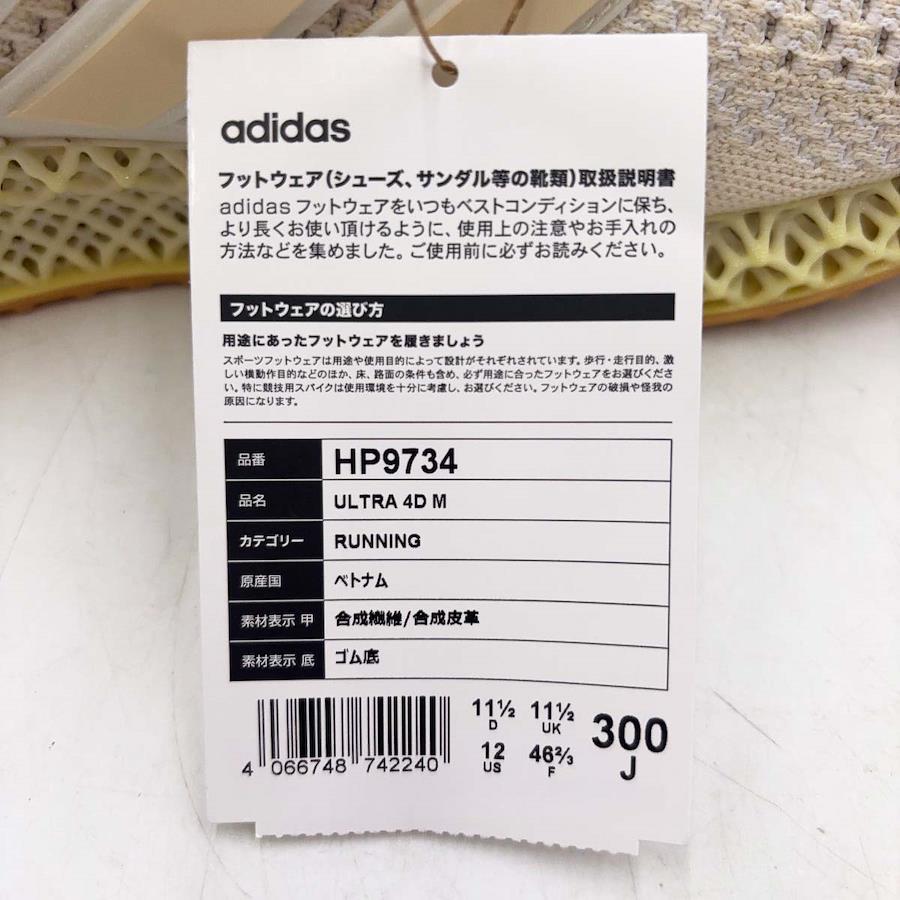 adidas
フットウェア(シューズ、サンダル等の靴類)取扱説明書
adidas フットウェアをいつもベストコンディションに保ち、
より長くお使い頂けるように、使用上の注意やお手入れの
方法などを集めました。ご使用前に必ずお読みください。
フットウェアの選び方
用途にあったフットウェアを履きましょう
スポーツフットウェアは用途や使用目的によって設計がそれぞれされています。歩行・走行目的、激
しい横動作目的などのほか、床、路面の条件も含め、必ず用途に合ったフットウェアをお選びくださ
い。特に競技用スパイクは使用環境を十分に考慮し、お選びください。フットウェアの破損や怪我の
原因になります。
品番 HP9734
品名 ULTRA 4D M
カテゴリー RUNNING
原産国 ベトナム
素材表示 甲 合成繊維/合成皮革
素材表示 底 ゴム底
4 066748 742240
11½ D 11½ UK
12 US 46⅔ F
300 J